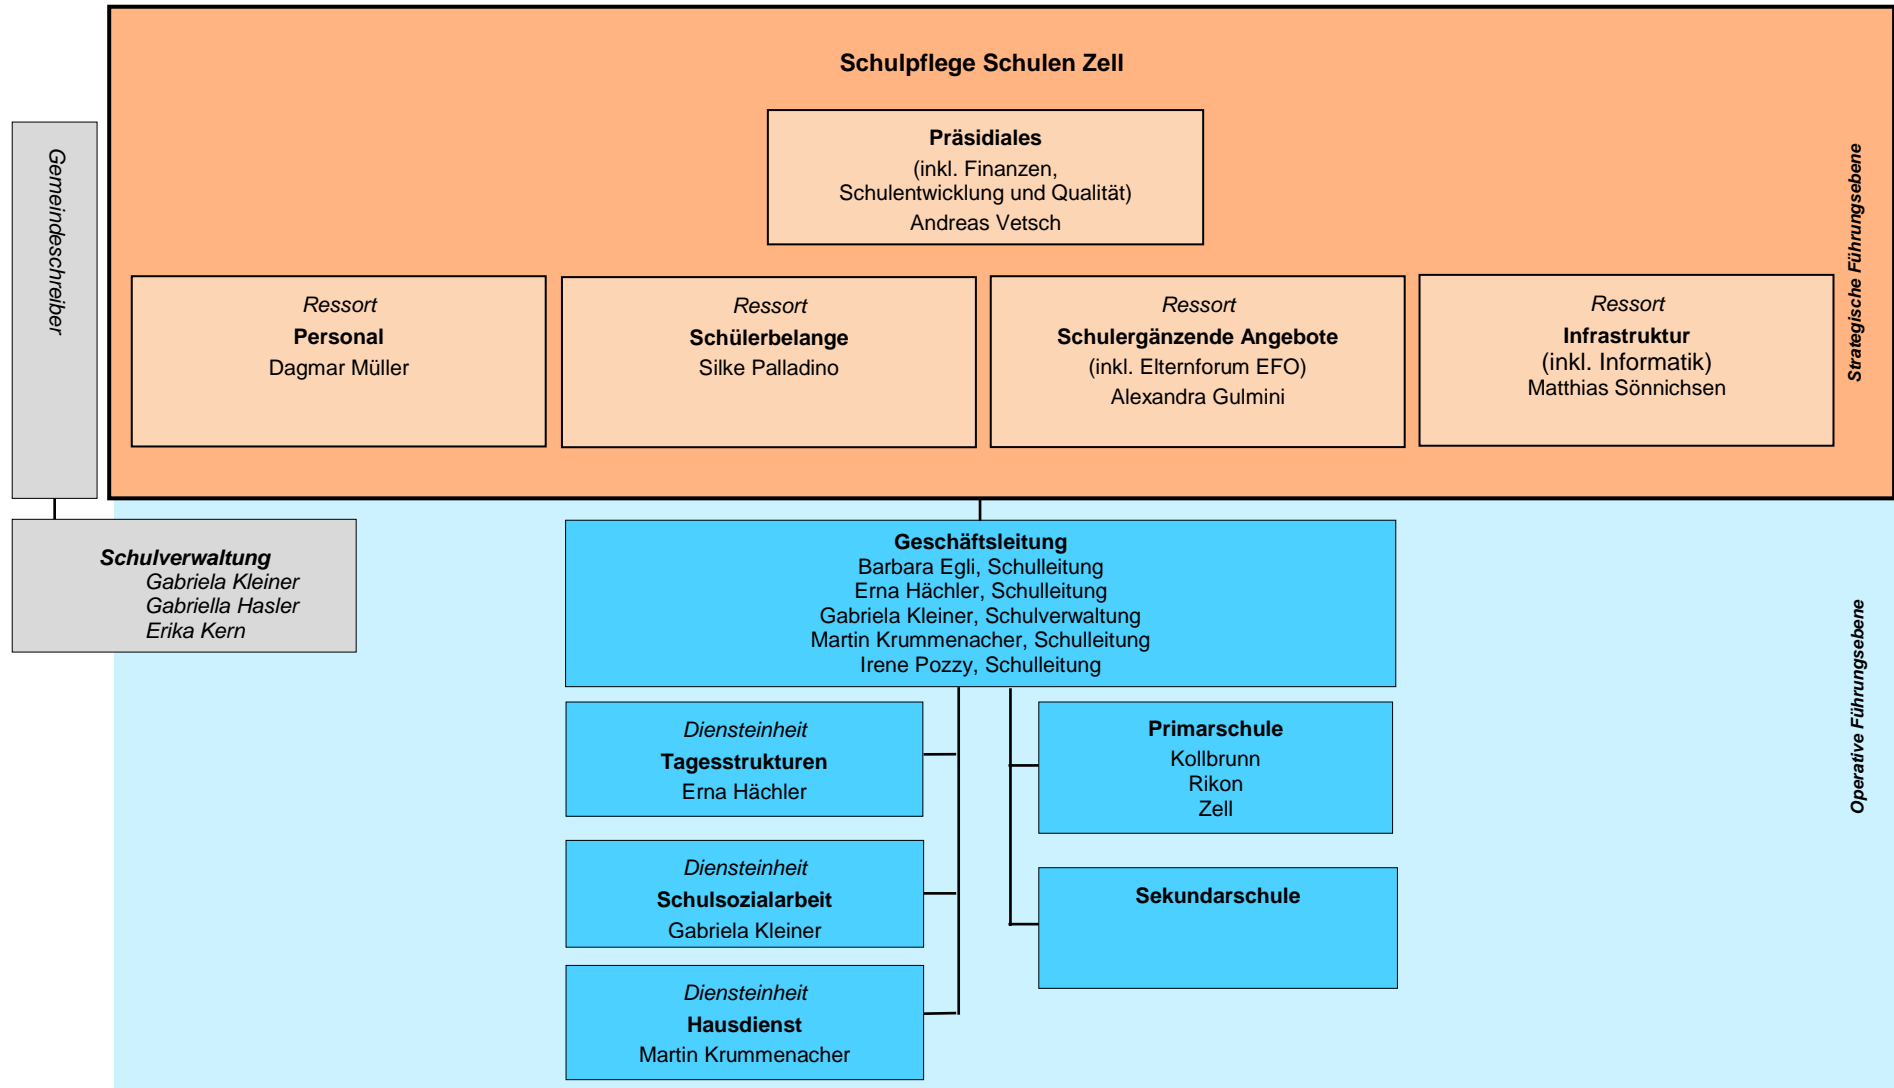 Schulpflege Schulen Zell
Präsidiales
(inkl. Finanzen,
Schulentwicklung und Qualität)
Andreas Vetsch
Gemeindeschreiber
Strategische Führungsebene
Ressort
Personal
Dagmar Müller
Ressort
Schülerbelange
Silke Palladino
Ressort
Schulergänzende Angebote
(inkl. Elternforum EFO)
Alexandra Gulmini
Ressort
Infrastruktur
(inkl. Informatik)
Matthias Sönnichsen
Schulverwaltung
Gabriela Kleiner
Gabriella Hasler
Erika Kern
Geschäftsleitung
Barbara Egli, Schulleitung
Erna Hächler, Schulleitung
Gabriela Kleiner, Schulverwaltung
Martin Krummenacher, Schulleitung
Irene Pozzy, Schulleitung
Operative Führungsebene
Diensteinheit
Tagesstrukturen
Erna Hächler
Primarschule
Kollbrunn
Rikon
Zell
Diensteinheit
Schulsozialarbeit
Gabriela Kleiner
Sekundarschule
Diensteinheit
Hausdienst
Martin Krummenacher